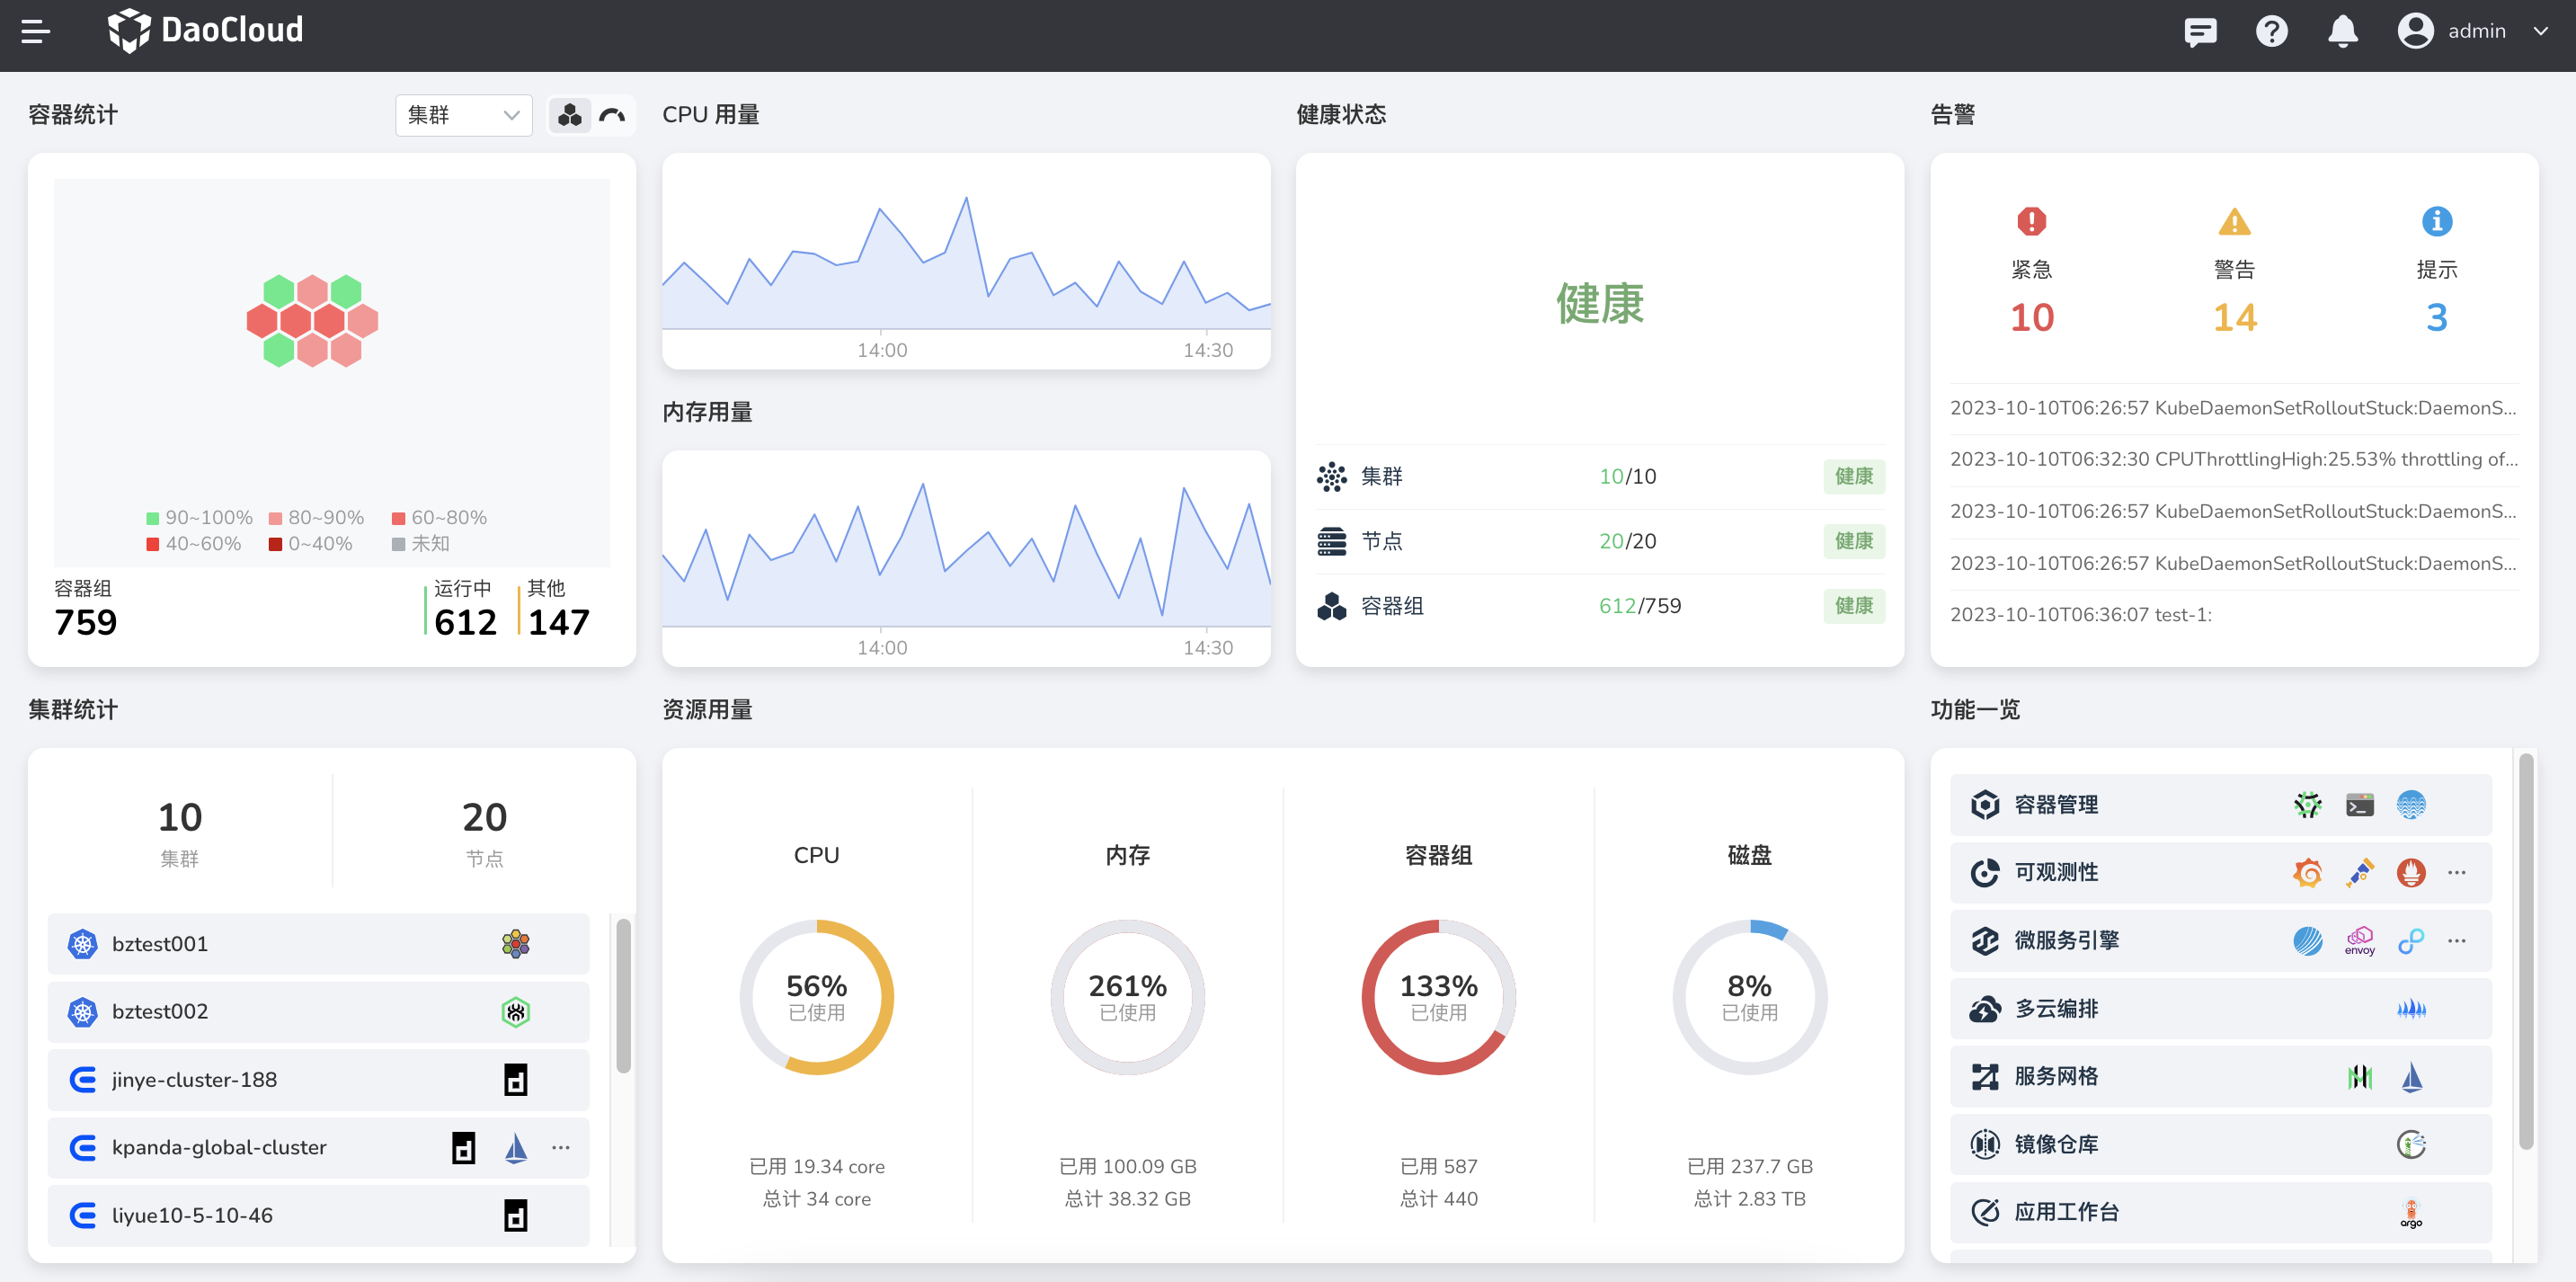 DaoCloud
admin
容器统计
集群
90~100%
80~90%
60~80%
40~60%
0~40%
未知
容器组
759
运行中
612
其他
147
CPU 用量
14:00
14:30
内存用量
14:00
14:30
健康状态
健康
集群 10/10 健康
节点 20/20 健康
容器组 612/759 健康
告警
紧急
10
警告
14
提示
3
2023-10-10T06:26:57 KubeDaemonSetRolloutStuck:DaemonS...
2023-10-10T06:32:30 CPUThrottlingHigh:25.53% throttling of...
2023-10-10T06:26:57 KubeDaemonSetRolloutStuck:DaemonS...
2023-10-10T06:26:57 KubeDaemonSetRolloutStuck:DaemonS...
2023-10-10T06:36:07 test-1:
集群统计
10
集群
20
节点
bztest001
bztest002
jinye-cluster-188
kpanda-global-cluster
liyue10-5-10-46
资源用量
CPU
56%
已使用
已用 19.34 core
总计 34 core
内存
261%
已使用
已用 100.09 GB
总计 38.32 GB
容器组
133%
已使用
已用 587
总计 440
磁盘
8%
已使用
已用 237.7 GB
总计 2.83 TB
功能一览
容器管理
可观测性
微服务引擎
envoy
多云编排
服务网格
镜像仓库
应用工作台
argo